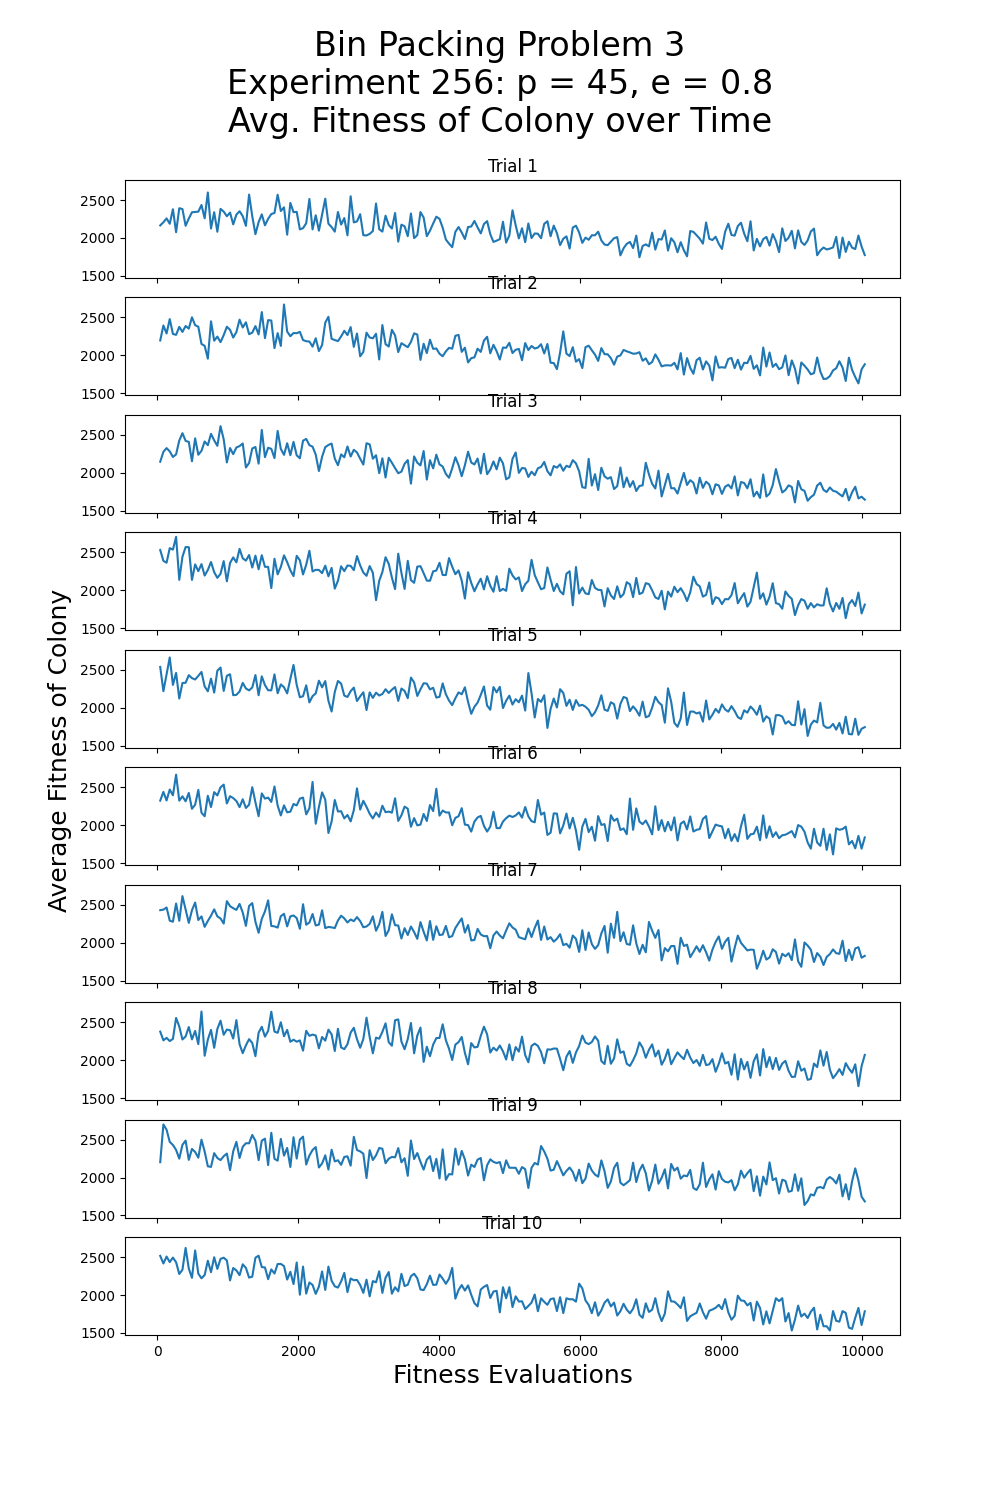 Bin Packing Problem 3
Experiment 256: p = 45, e = 0.8
Avg. Fitness of Colony over Time
Trial 1
2500
2000
1500
Trial 2
2500
2000
1500
Trial 3
2500
2000
1500
Trial 4
2500
2000
1500
Trial 5
2500
2000
1500
Trial 6
2500
2000
1500
Trial 7
2500
2000
1500
Trial 8
2500
2000
1500
Trial 9
2500
2000
1500
Trial 10
2500
2000
1500
Average Fitness of Colony
0 2000 4000 6000 8000 10000
Fitness Evaluations